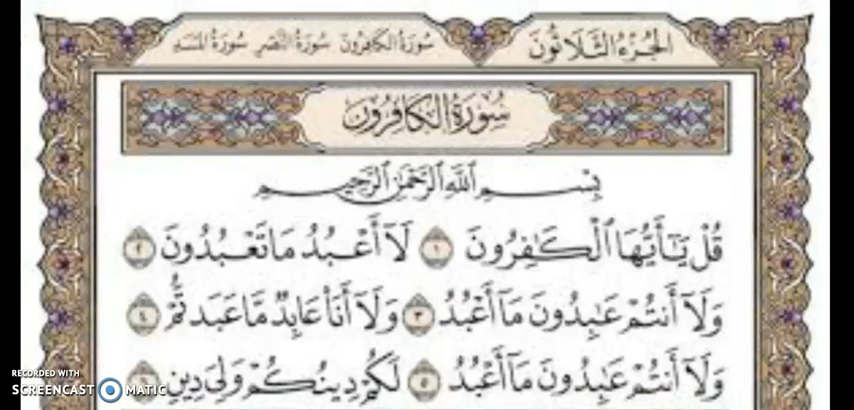 الجزء الثلاثون
سورة الكافرون سورة النصر سورة المسد
سورة الكافرون
بسم الله الرحمن الرحيم
قُلْ يَٰٓأَيُّهَا ٱلْكَٰفِرُونَ ١ لَآ أَعْبُدُ مَا تَعْبُدُونَ ٢
وَلَآ أَنتُمْ عَٰبِدُونَ مَآ أَعْبُدُ ٣ وَلَآ أَنَا۠ عَابِدٌ مَّا عَبَدتُّمْ ٤
وَلَآ أَنتُمْ عَٰبِدُونَ مَآ أَعْبُدُ ٥ لَكُمْ دِينُكُمْ وَلِىَ دِينِ ٦
RECORDED WITH
SCREENCAST MATIC